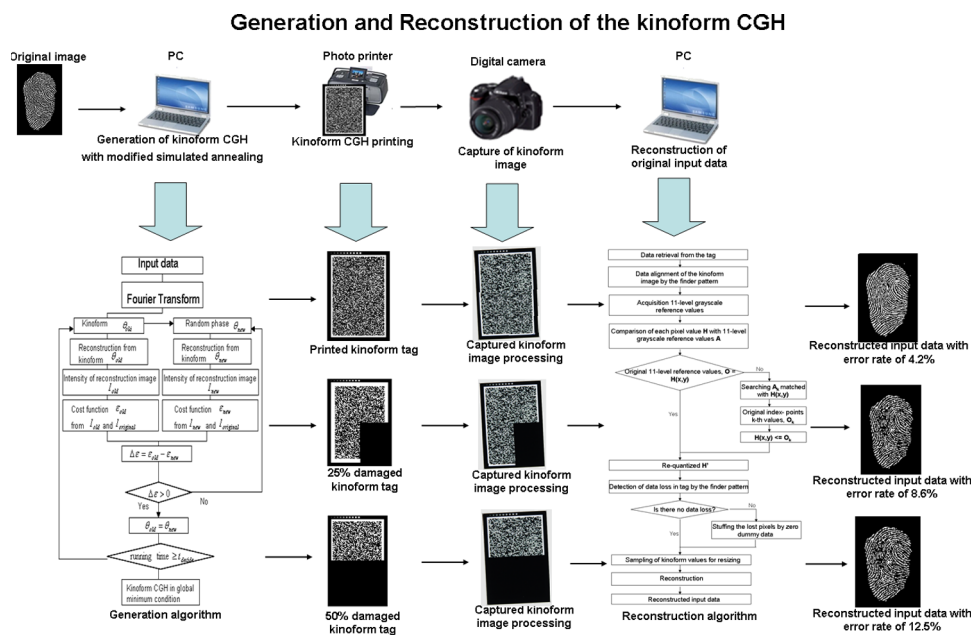 Generation and Reconstruction of the kinoform CGH
Original image
PC
Photo printer
Digital camera
PC
Generation of kinoform CGH
with modified simulated annealing
Kinoform CGH printing
Capture of kinoform
image
Reconstruction of
original input data
Input data
Fourier Transform
Kinoform θold
Random phase θnew
Reconstruction from
kinoform θold
Reconstruction from
kinoform θnew
Intensity of reconstruction image
Iold
Intensity of reconstruction image
Inew
Cost function εold
from Iold and Ioriginal
Cost function εnew
from Inew and Ioriginal
Δε = εold − εnew
Δε > 0
No
Yes
θold = θnew
running time ≥ tdecide
Kinoform CGH in global
minimum condition
Generation algorithm
Printed kinoform tag
25% damaged
kinoform tag
50% damaged
kinoform tag
Captured kinoform
image processing
Captured kinoform
image processing
Captured kinoform
image processing
Data retrieval from the tag
Data alignment of the kinoform
image by the finder pattern
Acquisition 11-level grayscale
reference values
Comparison of each pixel value H with 11-level
grayscale reference values A
Original 11-level reference values, O =
H(x,y)
No
Searching Ak matched
with H(x,y)
Original index- points
k-th values, Ok
H(x,y) <= Ok
Yes
Re-quantized H'
Detection of data loss in tag by the finder pattern
Is there no data loss?
No
Stuffing the lost pixels by zero
dummy data
Yes
Sampling of kinoform values for resizing
Reconstruction
Reconstructed input data
Reconstruction algorithm
Reconstructed input data with
error rate of 4.2%
Reconstructed input data with
error rate of 8.6%
Reconstructed input data with
error rate of 12.5%